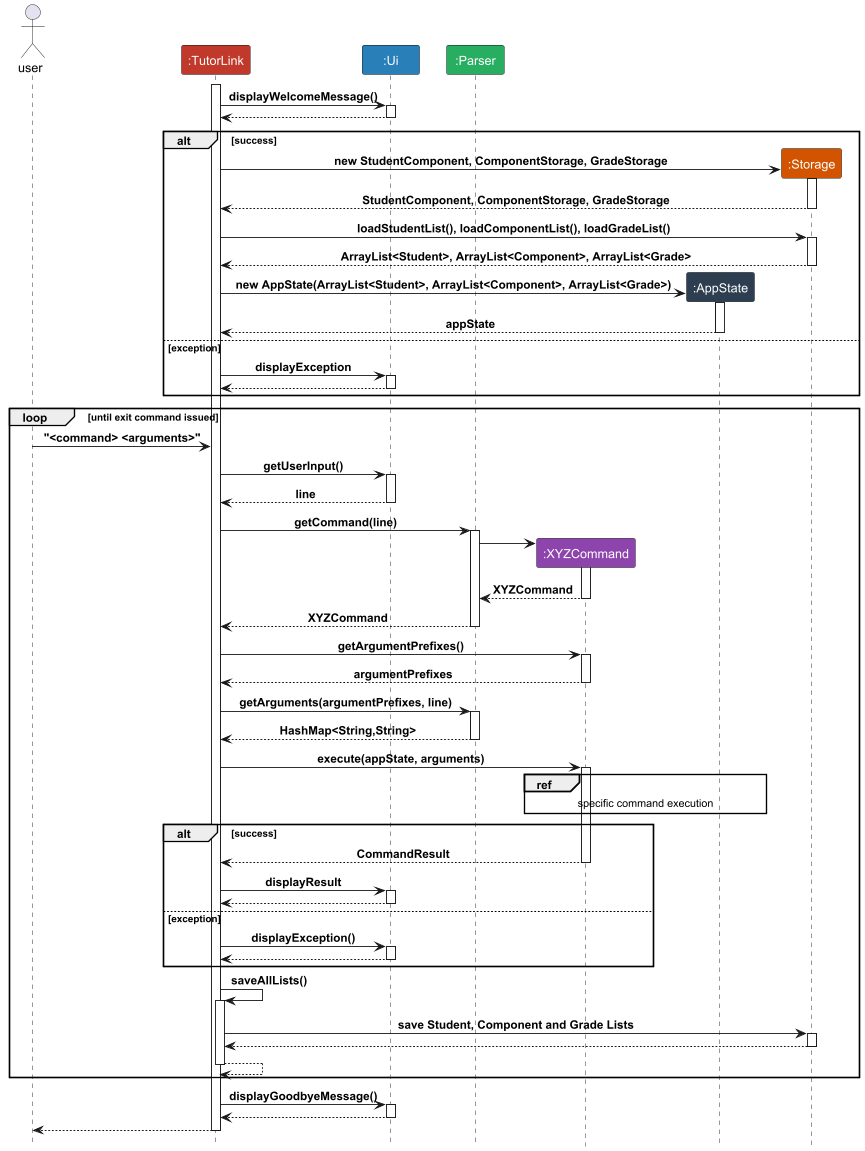 user
:TutorLink
:Ui
:Parser
displayWelcomeMessage()
alt
[success]
new StudentComponent, ComponentStorage, GradeStorage
:Storage
StudentComponent, ComponentStorage, GradeStorage
loadStudentList(), loadComponentList(), loadGradeList()
ArrayList<Student>, ArrayList<Component>, ArrayList<Grade>
new AppState(ArrayList<Student>, ArrayList<Component>, ArrayList<Grade>)
:AppState
appState
[exception]
displayException
loop
[until exit command issued]
"<command> <arguments>"
getUserInput()
line
getCommand(line)
:XYZCommand
XYZCommand
XYZCommand
getArgumentPrefixes()
argumentPrefixes
getArguments(argumentPrefixes, line)
HashMap<String,String>
execute(appState, arguments)
ref
specific command execution
alt
[success]
CommandResult
displayResult
[exception]
displayException()
saveAllLists()
save Student, Component and Grade Lists
displayGoodbyeMessage()